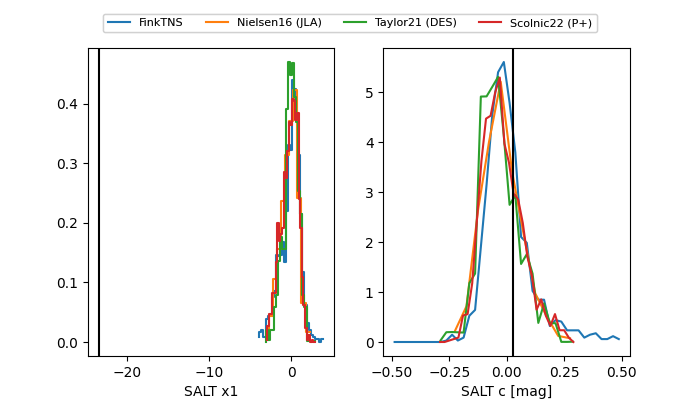 FinkTNS Nielsen16 (JLA) Taylor21 (DES) Scolnic22 (P+)
0.4
0.3
0.2
0.1
0.0
−20 −10 0
SALT x1
5
4
3
2
1
0
−0.50 −0.25 0.00 0.25 0.50
SALT c [mag]